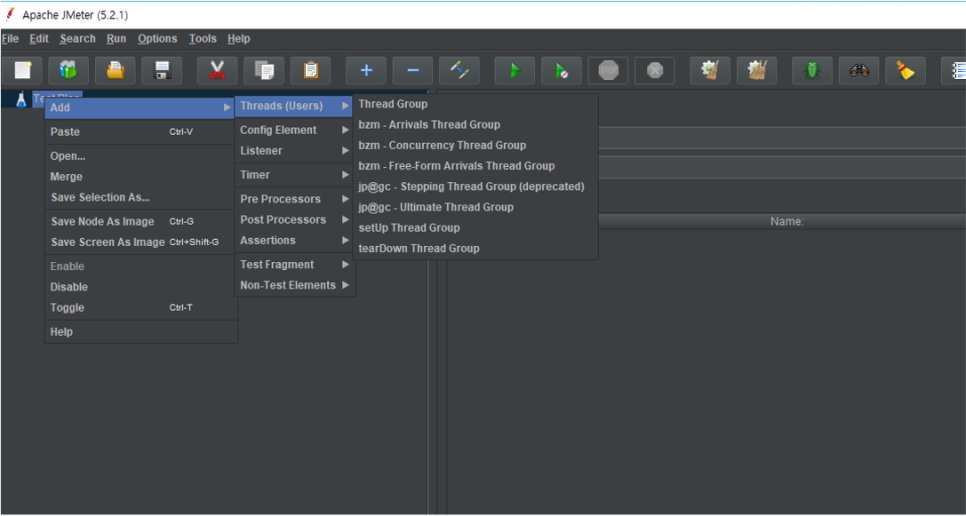 Apache JMeter (5.2.1)
File Edit Search Run Options Tools Help
Add
Paste Ctrl-V
Open...
Merge
Save Selection As...
Save Node As Image Ctrl-G
Save Screen As Image Ctrl+Shift-G
Enable
Disable
Toggle Ctrl-T
Help
Threads (Users)
Config Element
Listener
Timer
Pre Processors
Post Processors
Assertions
Test Fragment
Non-Test Elements
Thread Group
bzm - Arrivals Thread Group
bzm - Concurrency Thread Group
bzm - Free-Form Arrivals Thread Group
jp@gc - Stepping Thread Group (deprecated)
jp@gc - Ultimate Thread Group
setUp Thread Group
tearDown Thread Group
Name: